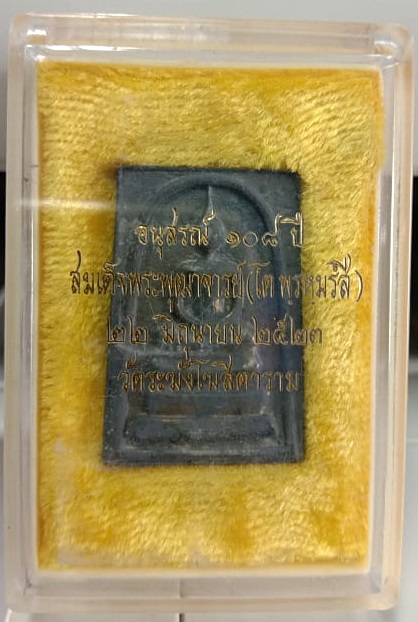 อนุสรณ์ ๑๐๘ ปี
สมเด็จพระพุฒาจารย์(โต พรหมรังสี)
๒๒ มิถุนายน ๒๕๒๓
วัดระฆังโฆสิตาราม